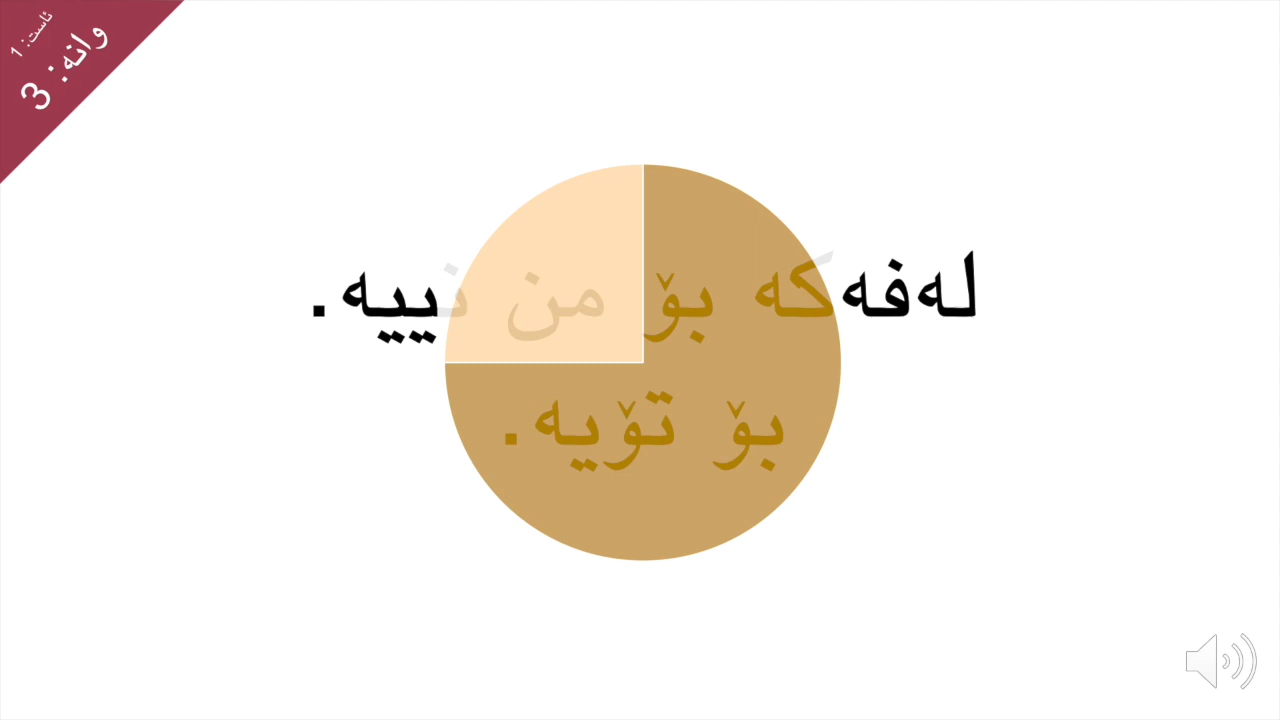 ئاست: 1
وانە: 3
لەفەکە بۆ من نییە.
بۆ تۆیە.